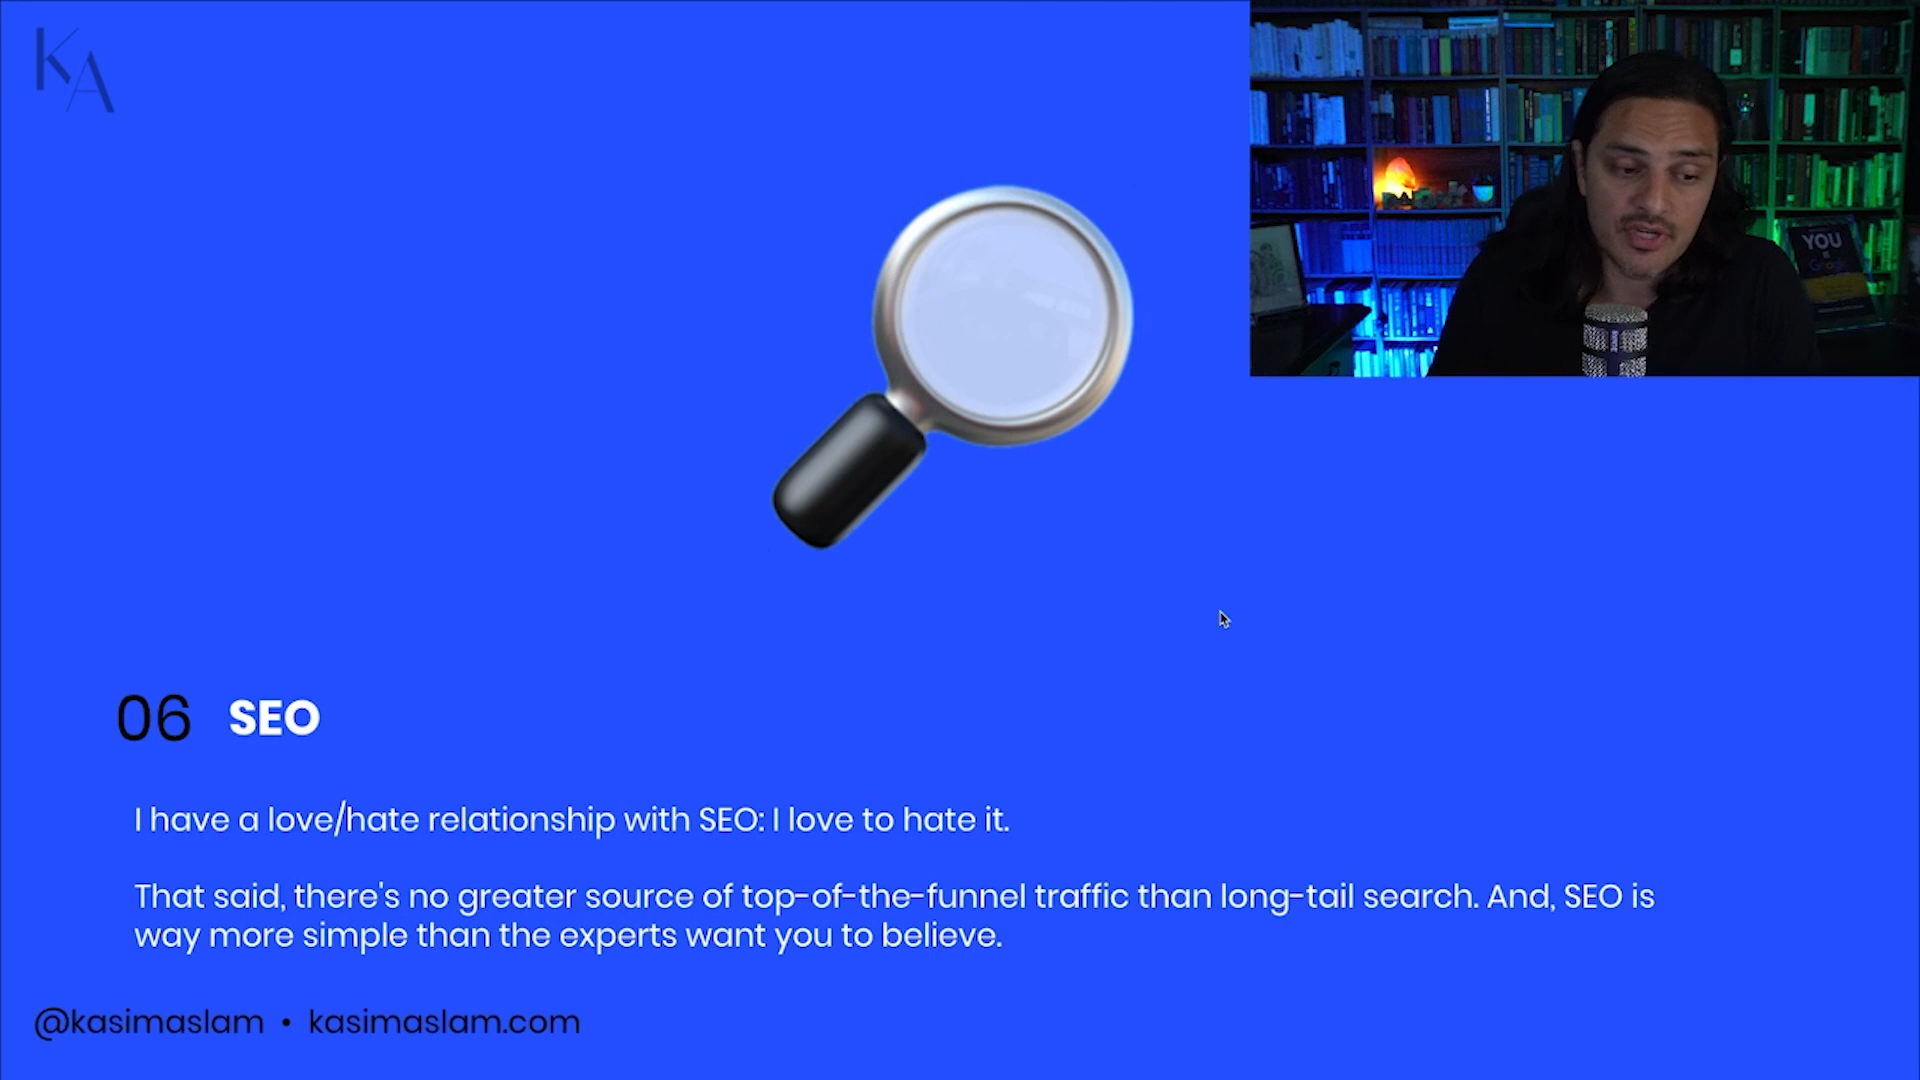 KA
YOU
Google
06 SEO
I have a love/hate relationship with SEO: I love to hate it.
That said, there's no greater source of top-of-the-funnel traffic than long-tail search. And, SEO is
way more simple than the experts want you to believe.
@kasimaslam • kasimaslam.com